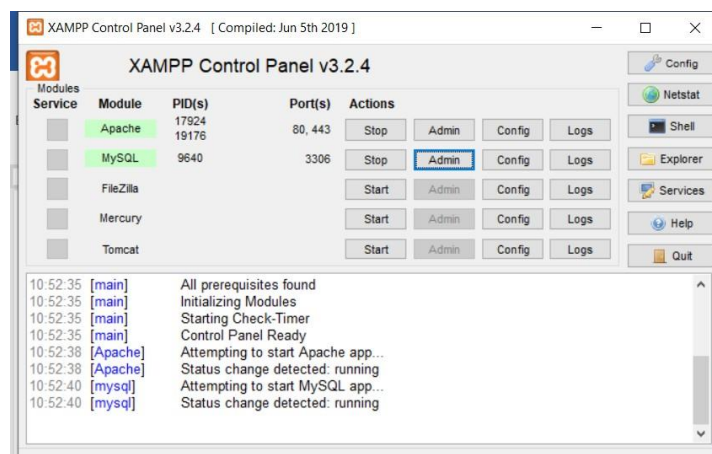 XAMPP Control Panel v3.2.4 [ Compiled: Jun 5th 2019 ]
XAMPP Control Panel v3.2.4
Config
Modules
Service Module PID(s) Port(s) Actions
Netstat
Apache 17924 19176 80, 443 Stop Admin Config Logs
Shell
MySQL 9640 3306 Stop Admin Config Logs
Explorer
FileZilla Start Admin Config Logs
Services
Mercury Start Admin Config Logs
Help
Tomcat Start Admin Config Logs
Quit
10:52:35 [main] All prerequisites found
10:52:35 [main] Initializing Modules
10:52:35 [main] Starting Check-Timer
10:52:35 [main] Control Panel Ready
10:52:38 [Apache] Attempting to start Apache app...
10:52:38 [Apache] Status change detected: running
10:52:40 [mysql] Attempting to start MySQL app...
10:52:40 [mysql] Status change detected: running